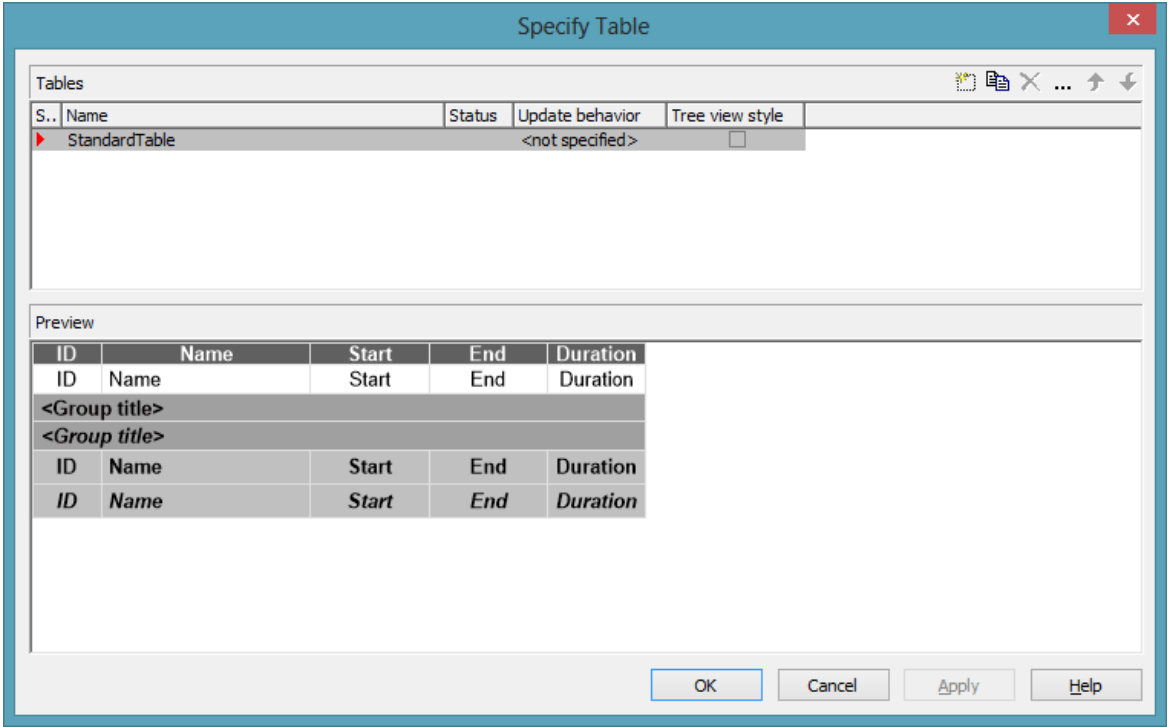 Specify Table
Tables
S.. Name Status Update behavior Tree view style
StandardTable <not specified>
Preview
ID Name Start End Duration
ID Name Start End Duration
<Group title>
<Group title>
ID Name Start End Duration
ID Name Start End Duration
OK Cancel Apply Help